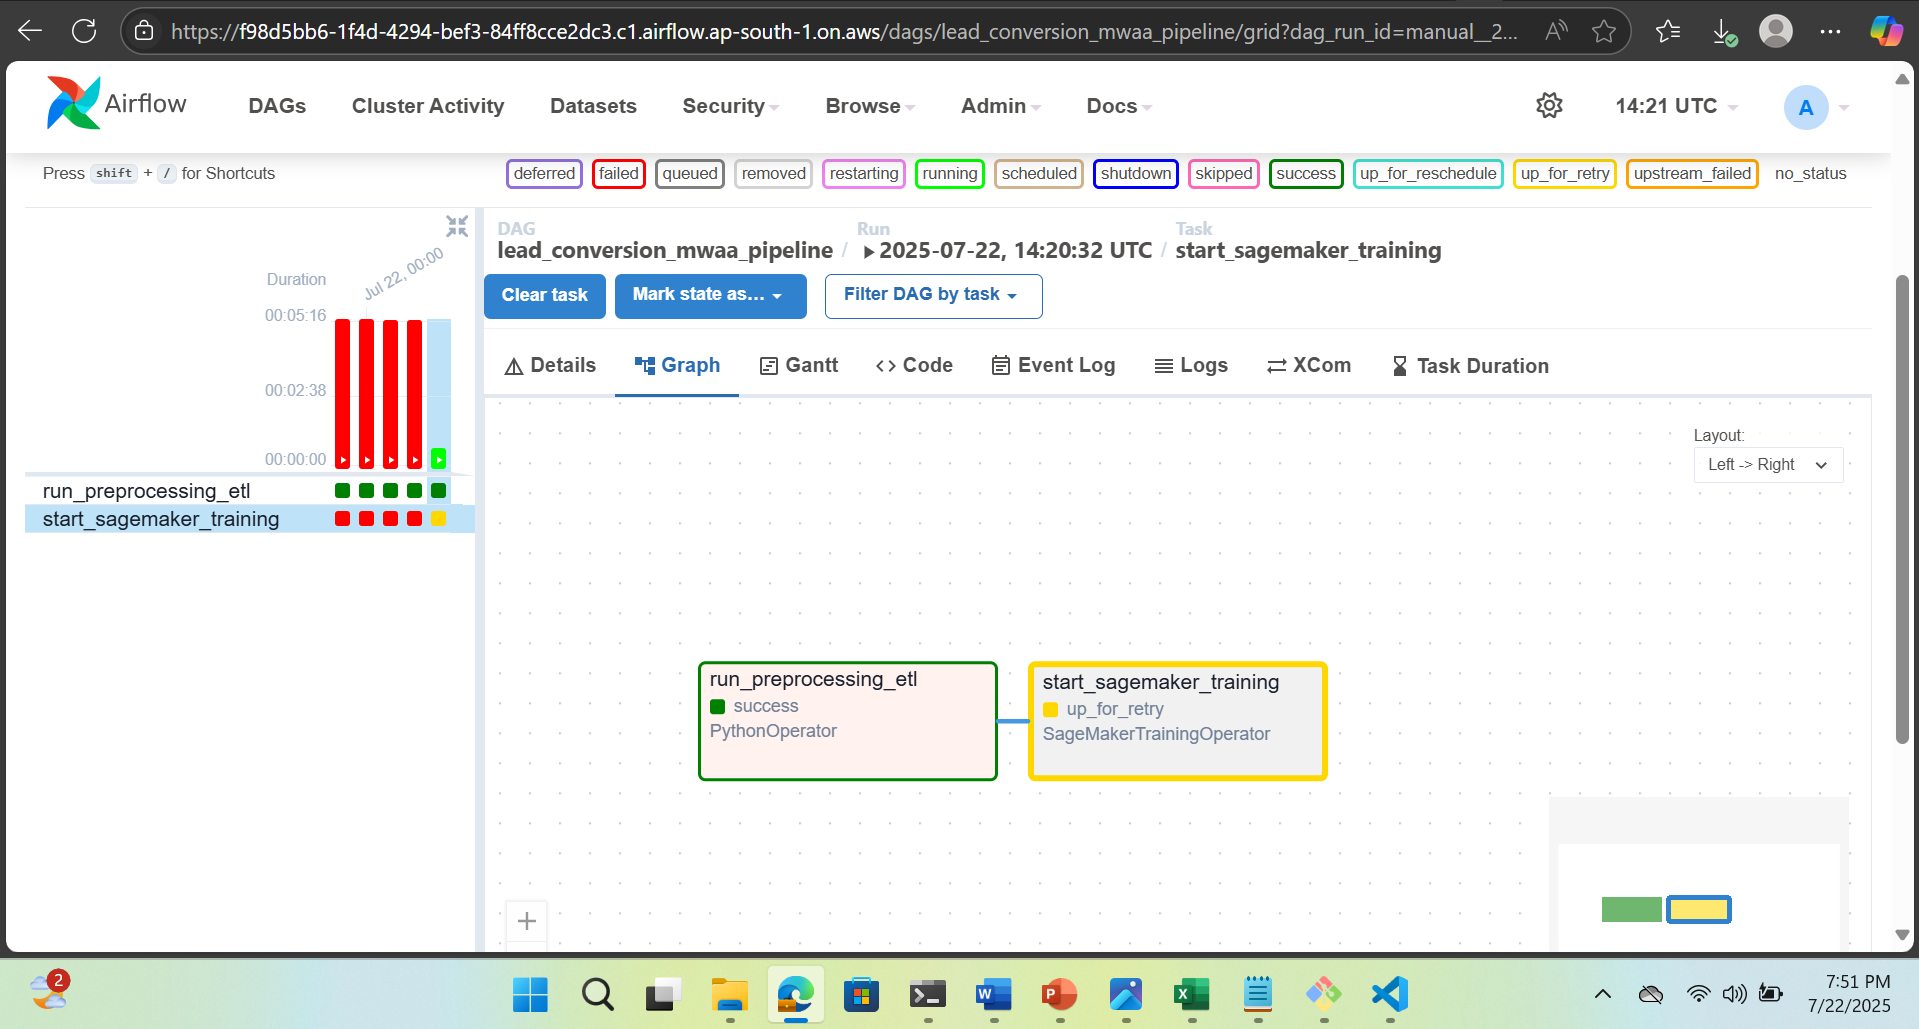 https://f98d5bb6-1f4d-4294-bef3-84ff8cce2dc3.c1.airflow.ap-south-1.on.aws/dags/lead_conversion_mwaa_pipeline/grid?dag_run_id=manual__2...
Airflow DAGs Cluster Activity Datasets Security Browse Admin Docs 14:21 UTC A
Press shift + / for Shortcuts
deferred failed queued removed restarting running scheduled shutdown skipped success up_for_reschedule up_for_retry upstream_failed no_status
DAG Run Task
lead_conversion_mwaa_pipeline / 2025-07-22, 14:20:32 UTC / start_sagemaker_training
Clear task Mark state as... Filter DAG by task
Details Graph Gantt Code Event Log Logs XCom Task Duration
Jul 22, 00:00
Duration
00:05:16
00:02:38
00:00:00
run_preprocessing_etl
start_sagemaker_training
Layout:
Left -> Right
run_preprocessing_etl
success
PythonOperator
start_sagemaker_training
up_for_retry
SageMakerTrainingOperator
+
2
W
P
X
7:51 PM
7/22/2025